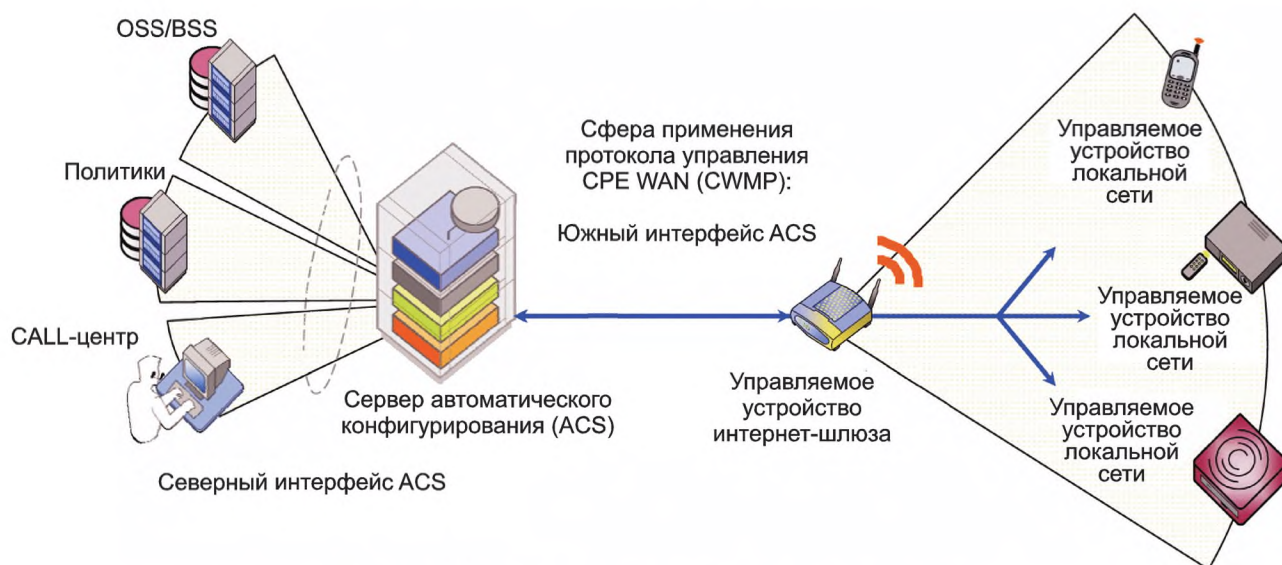 OSS/BSS
Политики
CALL-центр
Северный интерфейс ACS
Сервер автоматического
конфигурирования (ACS)
Сфера применения
протокола управления
CPE WAN (CWMP):
Южный интерфейс ACS
Управляемое
устройство
интернет-шлюза
Управляемое
устройство
локальной
сети
Управляемое
устройство
локальной
сети
Управляемое
устройство
локальной
сети